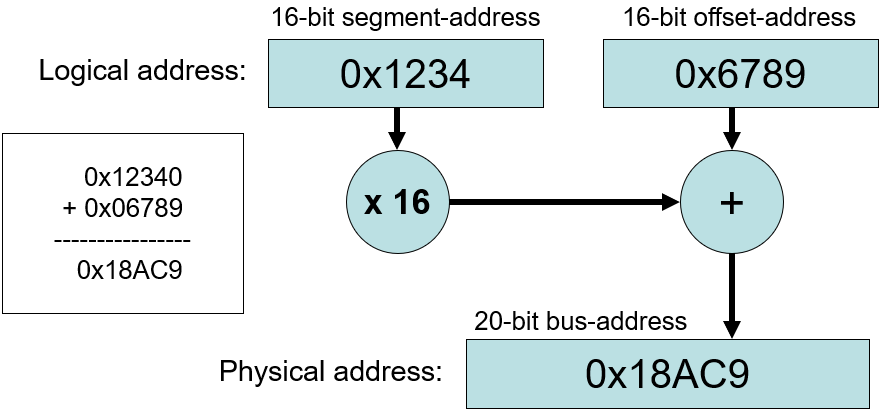 16-bit segment-address
16-bit offset-address
Logical address:
0x1234
0x6789
0x12340
+ 0x06789
----------------
0x18AC9
x 16
+
20-bit bus-address
Physical address:
0x18AC9